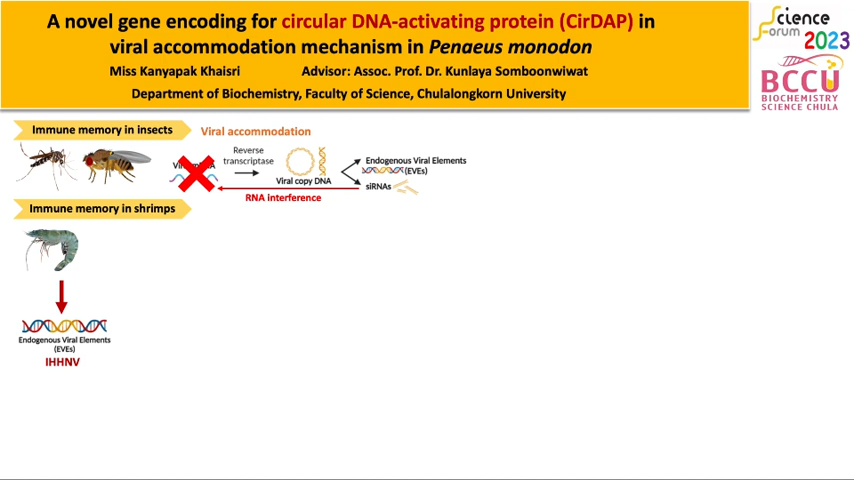 A novel gene encoding for circular DNA-activating protein (CirDAP) in
viral accommodation mechanism in Penaeus monodon
Miss Kanyapak Khaisri Advisor: Assoc. Prof. Dr. Kunlaya Somboonwiwat
Department of Biochemistry, Faculty of Science, Chulalongkorn University
Science
Forum
2023
BCCU
BIOCHEMISTRY
SCIENCE CHULA
Immune memory in insects
Viral accommodation
Reverse
transcriptase
Viral copy DNA
Endogenous Viral Elements
(EVEs)
siRNAs
RNA interference
Immune memory in shrimps
Endogenous Viral Elements
(EVEs)
IHHNV